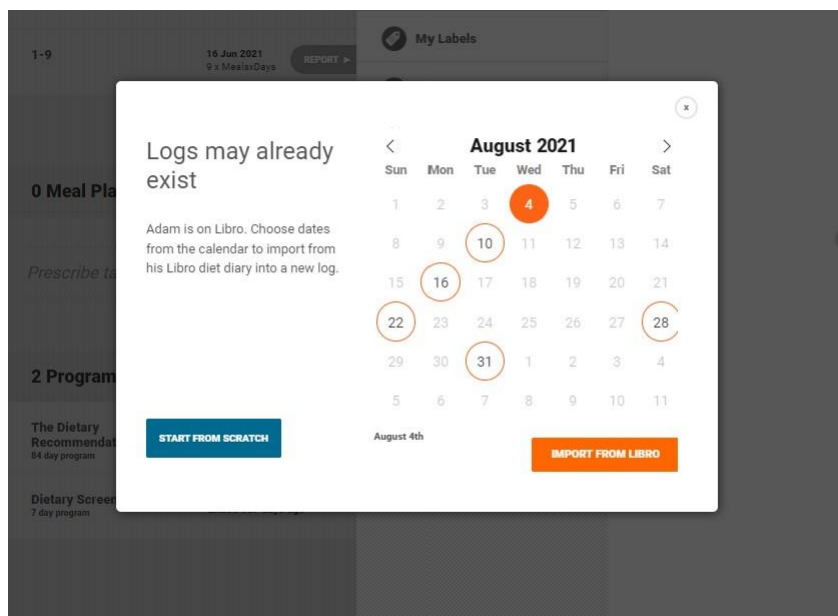 1-9
16 Jun 2021
9 x MealsxDays
REPORT
My Labels
x
Logs may already
exist
Adam is on Libro. Choose dates
from the calendar to import from
his Libro diet diary into a new log.
START FROM SCRATCH
August 2021
Sun Mon Tue Wed Thu Fri Sat
1 2 3 4 5 6 7
8 9 10 11 12 13 14
15 16 17 18 19 20 21
22 23 24 25 26 27 28
29 30 31 1 2 3 4
5 6 7 8 9 10 11
August 4th
IMPORT FROM LIBRO
0 Meal Pla
Prescribe ta
2 Program
The Dietary
Recommendat
84 day program
Dietary Screen
7 day program